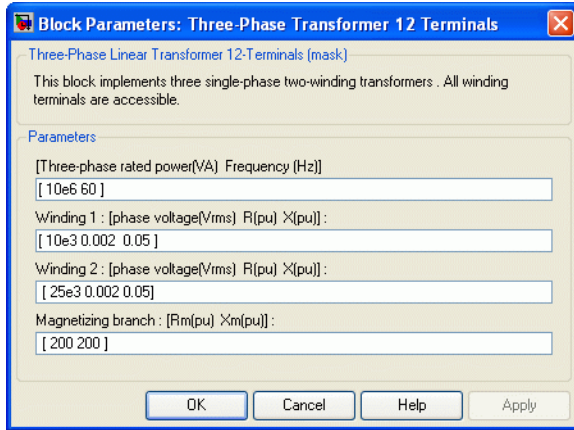 Block Parameters: Three-Phase Transformer 12 Terminals
Three-Phase Linear Transformer 12-Terminals (mask)
This block implements three single-phase two-winding transformers . All winding
terminals are accessible.
Parameters
[Three-phase rated power(VA)  Frequency (Hz)]
[ 10e6 60 ]
Winding 1 : [phase voltage(Vrms)  R(pu)  X(pu)] :
[ 10e3 0.002  0.05 ]
Winding 2 : [phase voltage(Vrms)  R(pu)  X(pu)] :
[ 25e3 0.002 0.05]
Magnetizing branch : [Rm(pu)  Xm(pu)] :
[ 200 200 ]
OK Cancel Help Apply